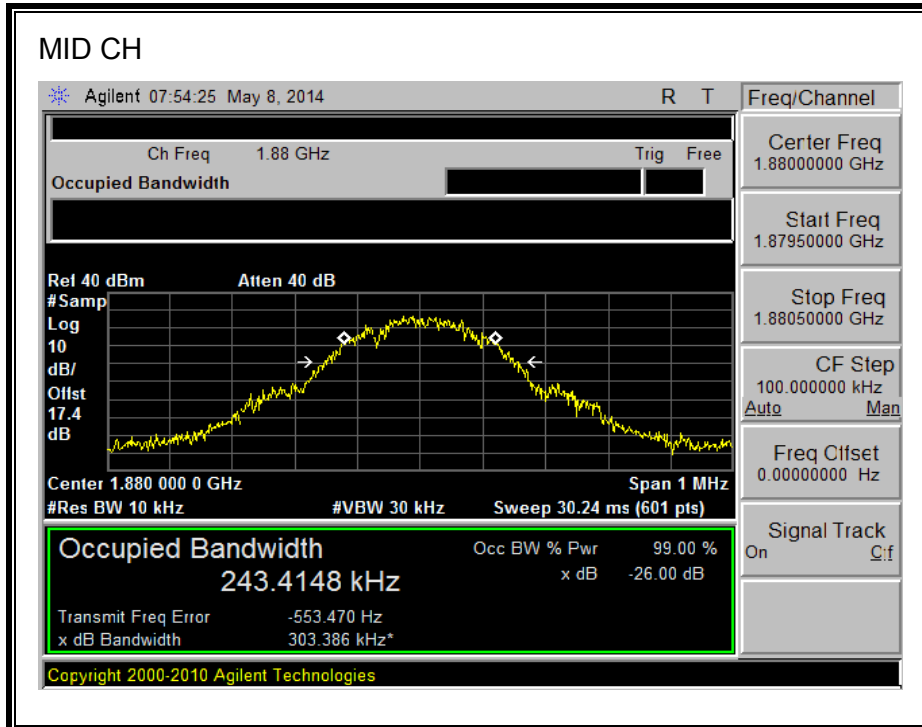 MID CH
Agilent 07:54:25 May 8, 2014 R T Freq/Channel
Ch Freq 1.88 GHz Trig Free
Occupied Bandwidth
Center Freq
1.88000000 GHz
Start Freq
1.87950000 GHz
Stop Freq
1.88050000 GHz
CF Step
100.000000 kHz
Auto Man
Freq Offset
0.00000000 Hz
Signal Track
On Off
Ref 40 dBm Atten 40 dB
#Samp
Log
10
dB/
Offst
17.4
dB
Center 1.880 000 0 GHz Span 1 MHz
#Res BW 10 kHz #VBW 30 kHz Sweep 30.24 ms (601 pts)
Occupied Bandwidth Occ BW % Pwr 99.00 %
243.4148 kHz x dB -26.00 dB
Transmit Freq Error -553.470 Hz
x dB Bandwidth 303.386 kHz*
Copyright 2000-2010 Agilent Technologies